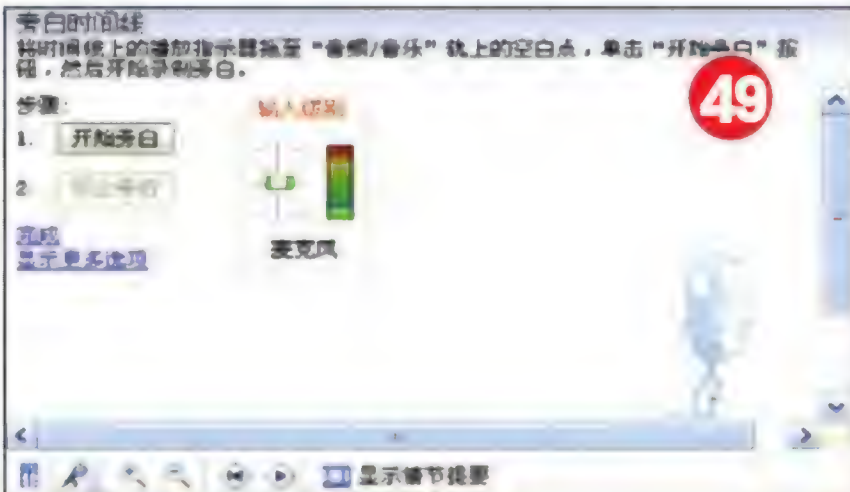 旁白时间线
将时间线上的播放指示器拖至“音频/音乐”轨上的空白点，单击“开始旁白”按
钮，然后开始录制旁白。
49
步骤:
输入级别
1. 开始旁白
2 停止旁白
麦克风
完成
显示更多选项
显示情节提要